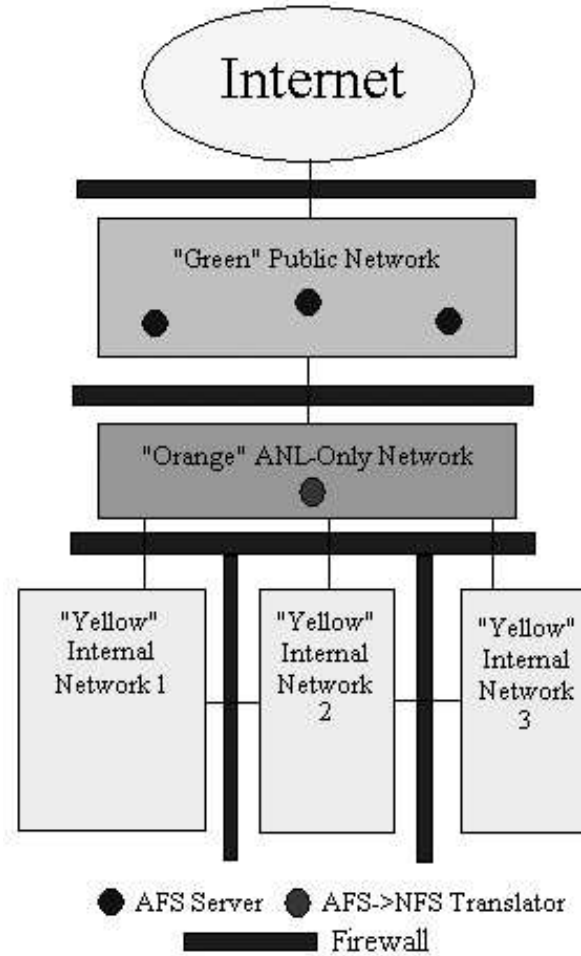 Internet
"Green" Public Network
"Orange" ANL-Only Network
"Yellow"
Internal
Network 1
"Yellow"
Internal
Network
2
"Yellow"
Internal
Network
3
AFS Server
AFS->NFS Translator
Firewall